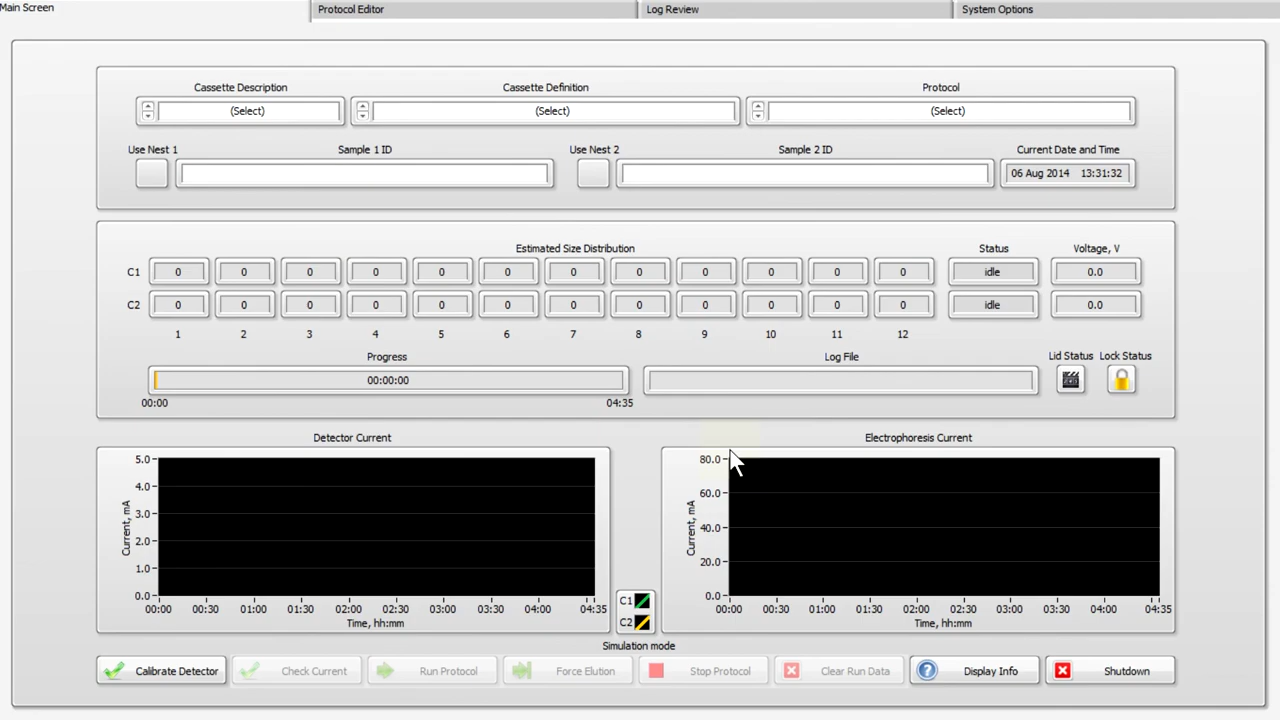 Main Screen Protocol Editor Log Review System Options
Cassette Description Cassette Definition Protocol
(Select) (Select) (Select)
Use Nest 1 Sample 1 ID Use Nest 2 Sample 2 ID Current Date and Time
06 Aug 2014 13:31:32
Estimated Size Distribution Status Voltage, V
C1 0 0 0 0 0 0 0 0 0 0 0 0 idle 0.0
C2 0 0 0 0 0 0 0 0 0 0 0 0 idle 0.0
1 2 3 4 5 6 7 8 9 10 11 12
Progress Log File Lid Status Lock Status
00:00:00
00:00 04:35
Detector Current Electrophoresis Current
5.0 80.0
4.0 60.0
3.0 40.0
2.0 20.0
1.0 0.0
0.0
Current, mA Current, mA
C1
C2
00:00 00:30 01:00 01:30 02:00 02:30 03:00 03:30 04:00 04:35 00:00 00:30 01:00 01:30 02:00 02:30 03:00 03:30 04:00 04:35
Time, hh:mm Time, hh:mm
Simulation mode
Calibrate Detector Check Current Run Protocol Force Elution Stop Protocol Clear Run Data Display Info Shutdown